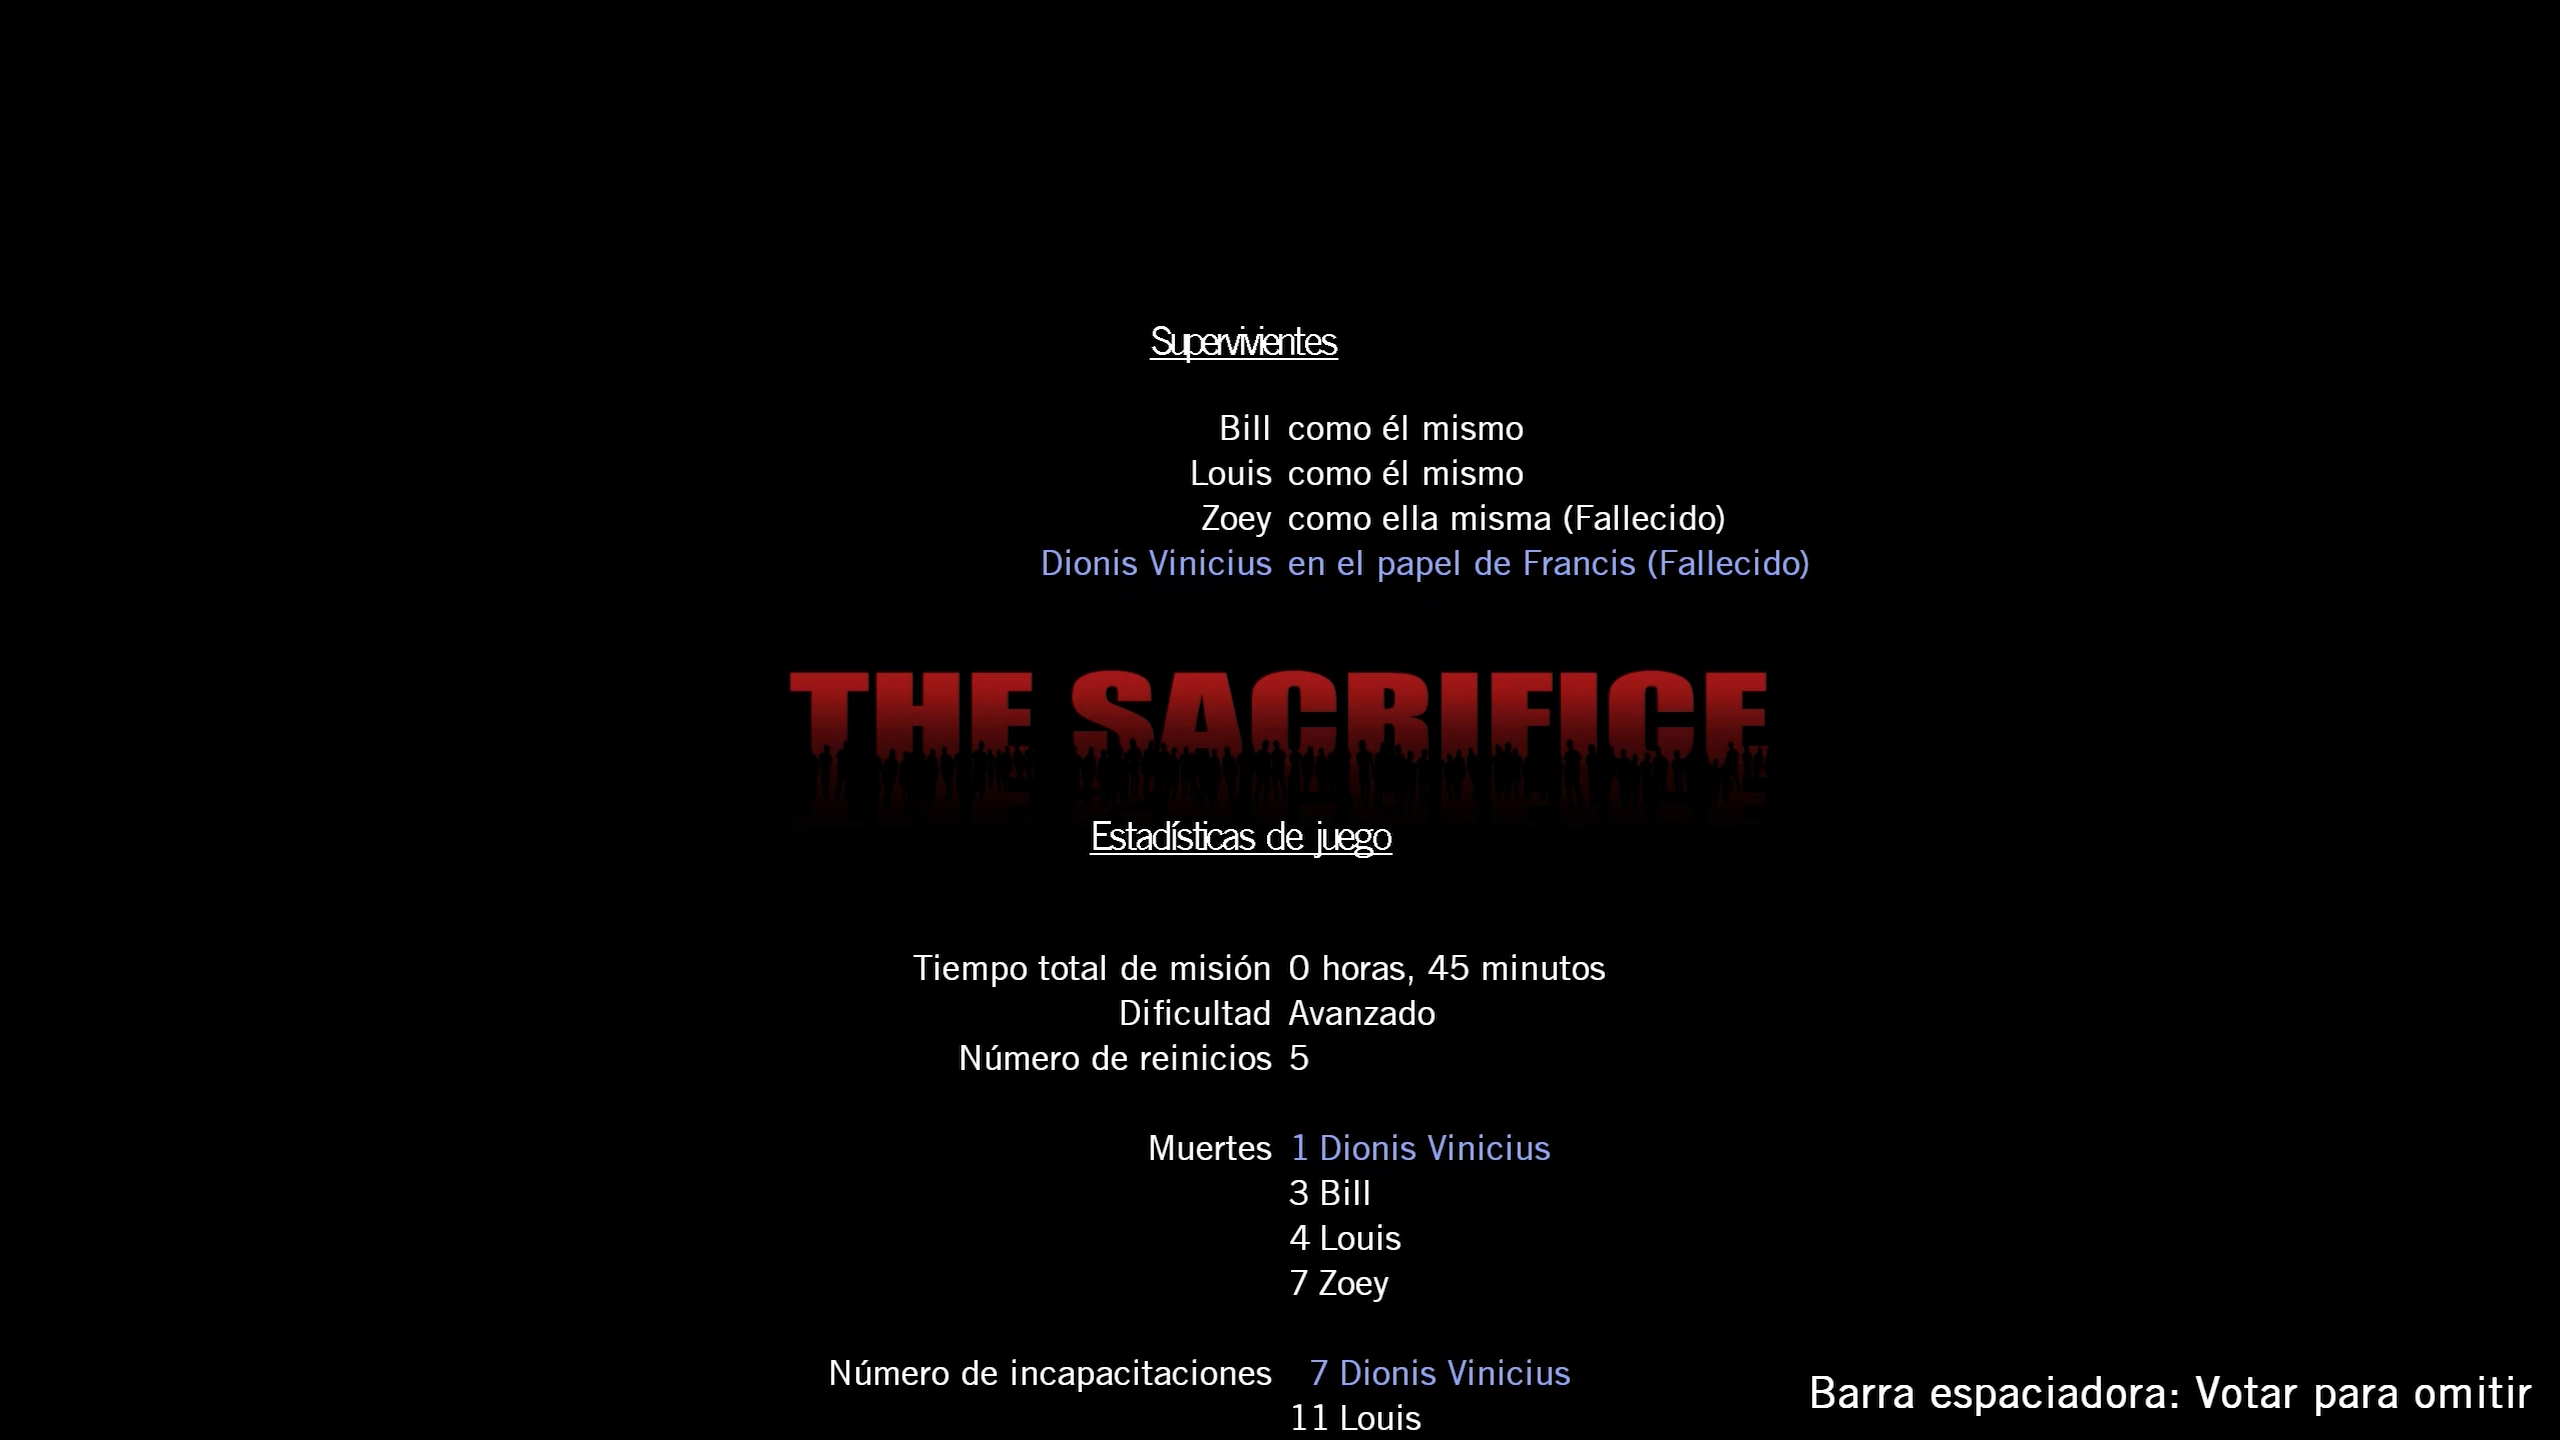 Supervivientes
Bill como él mismo
Louis como él mismo
Zoey como ella misma (Fallecido)
Dionis Vinicius en el papel de Francis (Fallecido)
THE SACRIFICE
Estadísticas de juego
Tiempo total de misión 0 horas, 45 minutos
Dificultad Avanzado
Número de reinicios 5
Muertes 1 Dionis Vinicius
3 Bill
4 Louis
7 Zoey
Número de incapacitaciones 7 Dionis Vinicius
11 Louis
Barra espaciadora: Votar para omitir